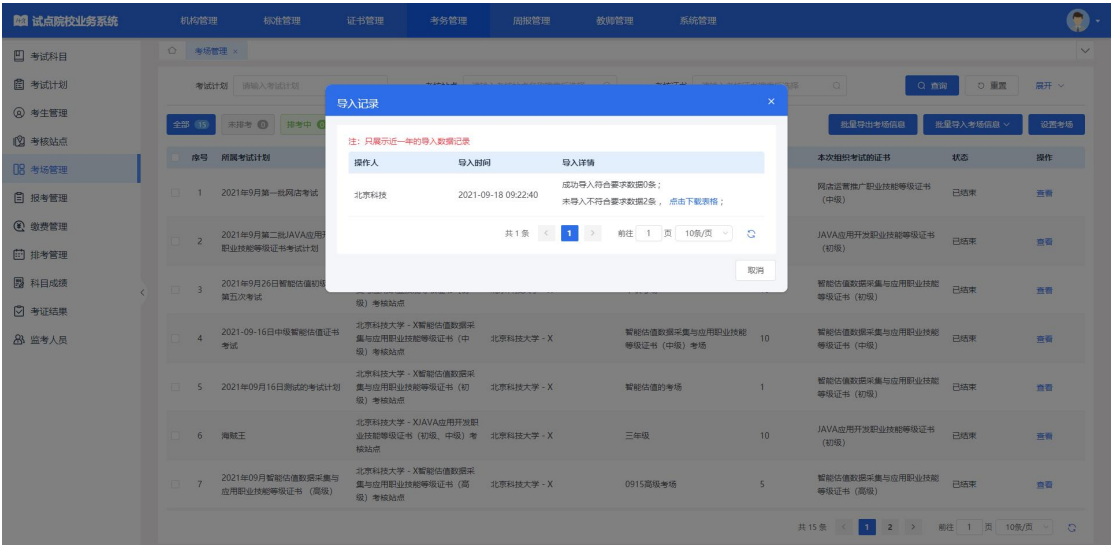 试点院校业务系统
机构管理 标准管理 证书管理 考务管理 周报管理 教师管理 系统管理
考试科目
考试计划
考生管理
考核站点
考场管理
报考管理
缴费管理
排考管理
科目成绩
考证结果
监考人员
考场管理 ×
考试计划 请输入考试计划 查询 重置 展开
全部 15 未排考 0 排考中 批量导出考场信息 批量导入考场信息 设置考场
导入记录 ×
注：只展示近一年的导入数据记录
操作人 导入时间 导入详情
北京科技 2021-09-18 09:22:40 成功导入符合要求数据0条；
未导入不符合要求数据2条， 点击下载表格；
共 1 条 < 1 > 前往 1 页 10条/页
取消
序号 所属考试计划 本次组织考试的证书 状态 操作
1 2021年9月第一批网店考试 网店运营推广职业技能等级证书
（中级） 已结束 查看
2 2021年9月第二批JAVA应用
职业技能等级证书考试计划 JAVA应用开发职业技能等级证书
（初级） 已结束 查看
3 2021年9月26日智能估值初级
第五次考试 级）考核站点 智能估值数据采集与应用职业技能
等级证书（初级） 已结束 查看
4 2021-09-16日中级智能估值证书
考试 北京科技大学 - X智能估值数据采
集与应用职业技能等级证书（中
级）考核站点 北京科技大学 - X 智能估值数据采集与应用职业技能
等级证书（中级）考场 10 智能估值数据采集与应用职业技能
等级证书（中级） 已结束 查看
5 2021年09月16日测试的考试计划 北京科技大学 - X智能估值数据采
集与应用职业技能等级证书（初
级）考核站点 北京科技大学 - X 智能估值的考场 1 智能估值数据采集与应用职业技能
等级证书（初级） 已结束 查看
6 海贼王 北京科技大学 - XJAVA应用开发职
业技能等级证书（初级、中级）考
核站点 北京科技大学 - X 三年级 10 JAVA应用开发职业技能等级证书
（初级） 已结束 查看
7 2021年09月智能估值数据采集与
应用职业技能等级证书 （高级） 北京科技大学 - X智能估值数据采
集与应用职业技能等级证书（高
级）考核站点 北京科技大学 - X 0915高级考场 5 智能估值数据采集与应用职业技能
等级证书（高级） 已结束 查看
共 15 条 < 1 2 > 前往 1 页 10条/页